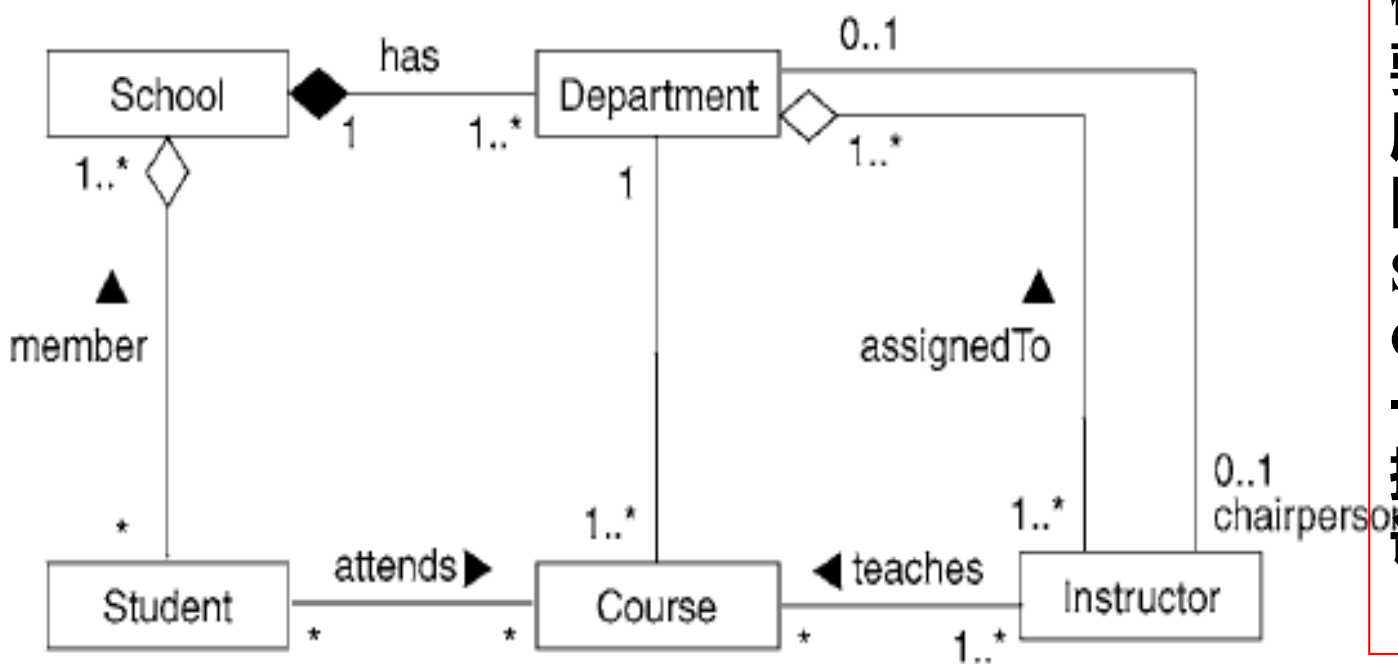 has
0..1
School
Department
1
1..*
1..*
1..*
1
member
assignedTo
0..1
1..*
*
1..*
attends
teaches
Student
Course
Instructor
*
*
*
1..*